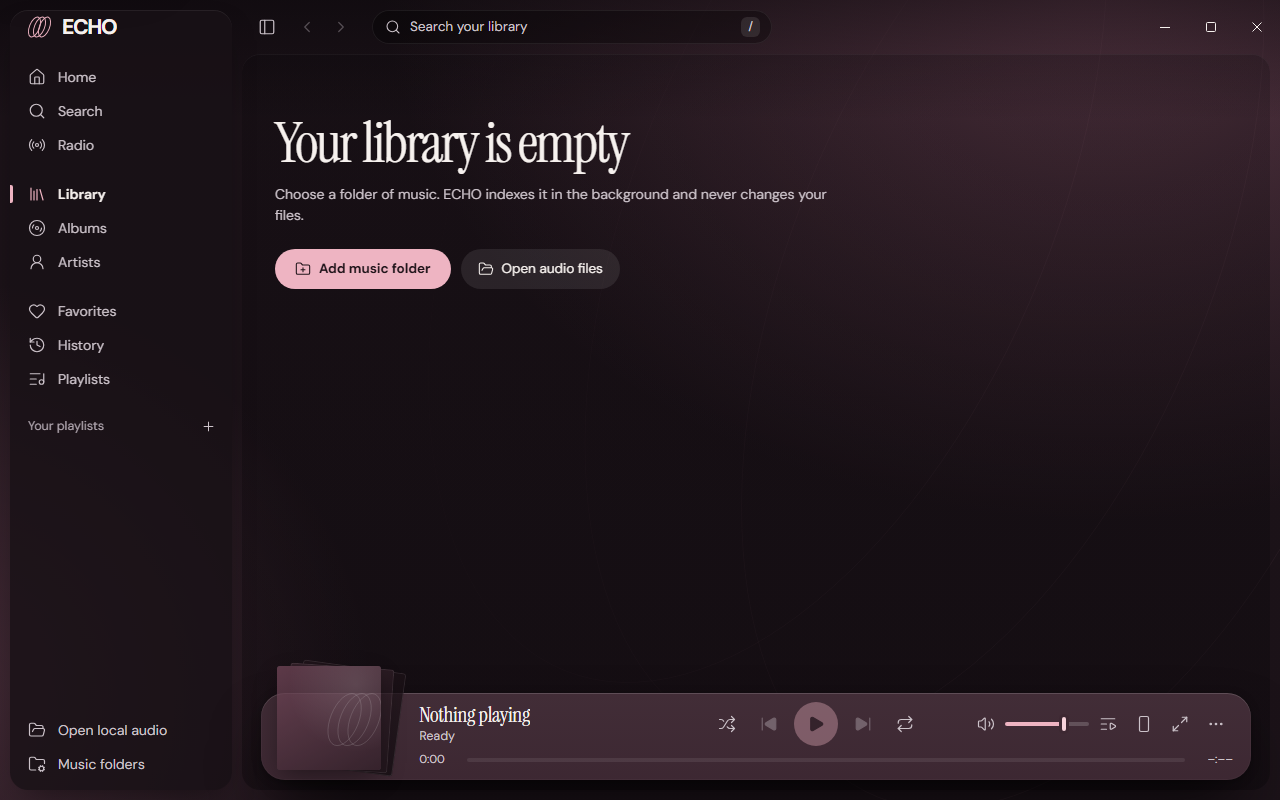 ECHO
Search your library
/
Home
Search
Radio
Library
Albums
Artists
Favorites
History
Playlists
Your playlists
Open local audio
Music folders
Your library is empty
Choose a folder of music. ECHO indexes it in the background and never changes your
files.
Add music folder
Open audio files
Nothing playing
Ready
0:00
–:––